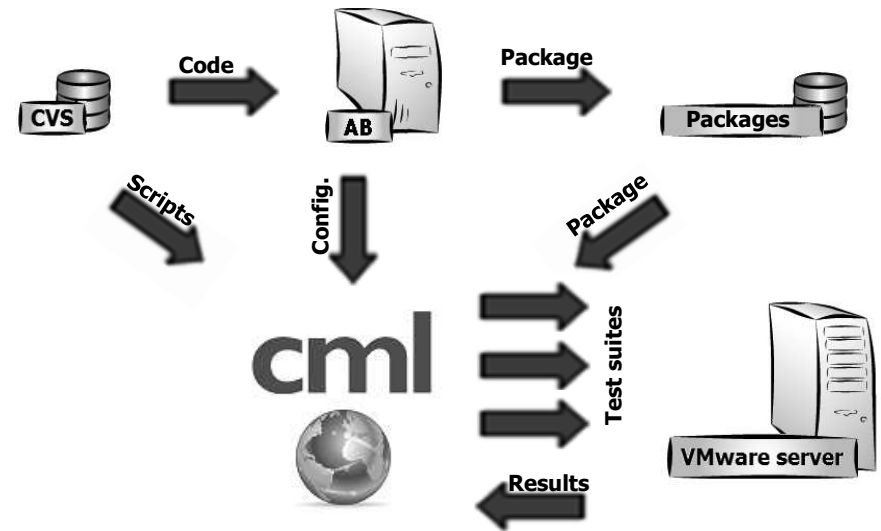 Code
Package
CVS
AB
Packages
Scripts
Config.
Package
cml
Test suites
VMware server
Results